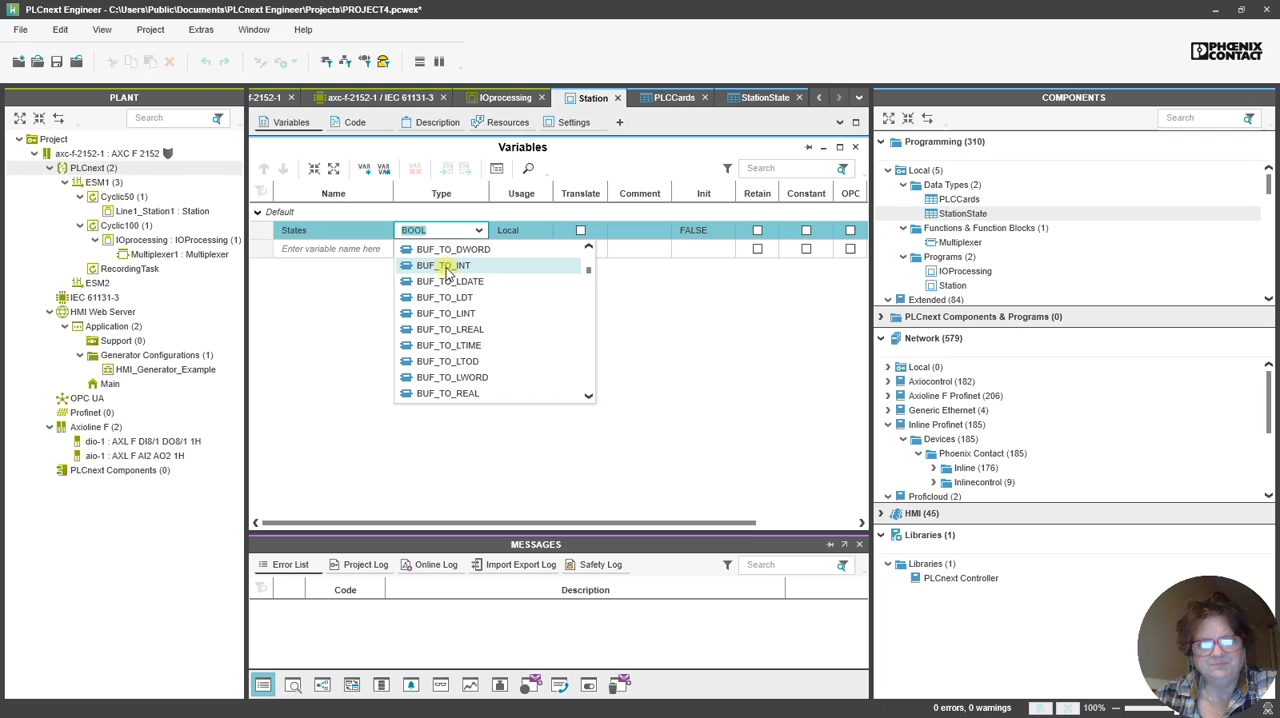 PLCnext Engineer - C:\Users\Public\Documents\PLCnext Engineer\Projects\PROJECT4.pcwex*
File Edit View Project Extras Window Help
PHŒNIX CONTACT
PLANT
Search
Project
axc-f-2152-1 : AXC F 2152
PLCnext (2)
ESM1 (3)
Cyclic50 (1)
Line1_Station1 : Station
Cyclic100 (1)
IOprocessing : IOProcessing (1)
Multiplexer1 : Multiplexer
RecordingTask
ESM2
IEC 61131-3
HMI Web Server
Application (2)
Support (0)
Generator Configurations (1)
HMI_Generator_Example
Main
OPC UA
Profinet (0)
Axioline F (2)
dio-1 : AXL F DI8/1 DO8/1 1H
aio-1 : AXL F AI2 AO2 1H
PLCnext Components (0)
f-2152-1 axc-f-2152-1 / IEC 61131-3 IOprocessing Station PLCCards StationState
Variables Code Description Resources Settings
Variables
Search
Name Type Usage Translate Comment Init Retain Constant OPC
Default
States BOOL Local FALSE
Enter variable name here
BUF_TO_DWORD
BUF_TO_INT
BUF_TO_LDATE
BUF_TO_LDT
BUF_TO_LINT
BUF_TO_LREAL
BUF_TO_LTIME
BUF_TO_LTOD
BUF_TO_LWORD
BUF_TO_REAL
MESSAGES
Error List Project Log Online Log Import Export Log Safety Log Search
Code Description
COMPONENTS
Search
Programming (310)
Local (5)
Data Types (2)
PLCCards
StationState
Functions & Function Blocks (1)
Multiplexer
Programs (2)
IOProcessing
Station
Extended (84)
PLCnext Components & Programs (0)
Network (579)
Local (0)
Axiocontrol (182)
Axioline F Profinet (206)
Generic Ethernet (4)
Inline Profinet (185)
Devices (185)
Phoenix Contact (185)
Inline (176)
Inlinecontrol (9)
Proficloud (2)
HMI (45)
Libraries (1)
Libraries (1)
PLCnext Controller
0 errors, 0 warnings 100%